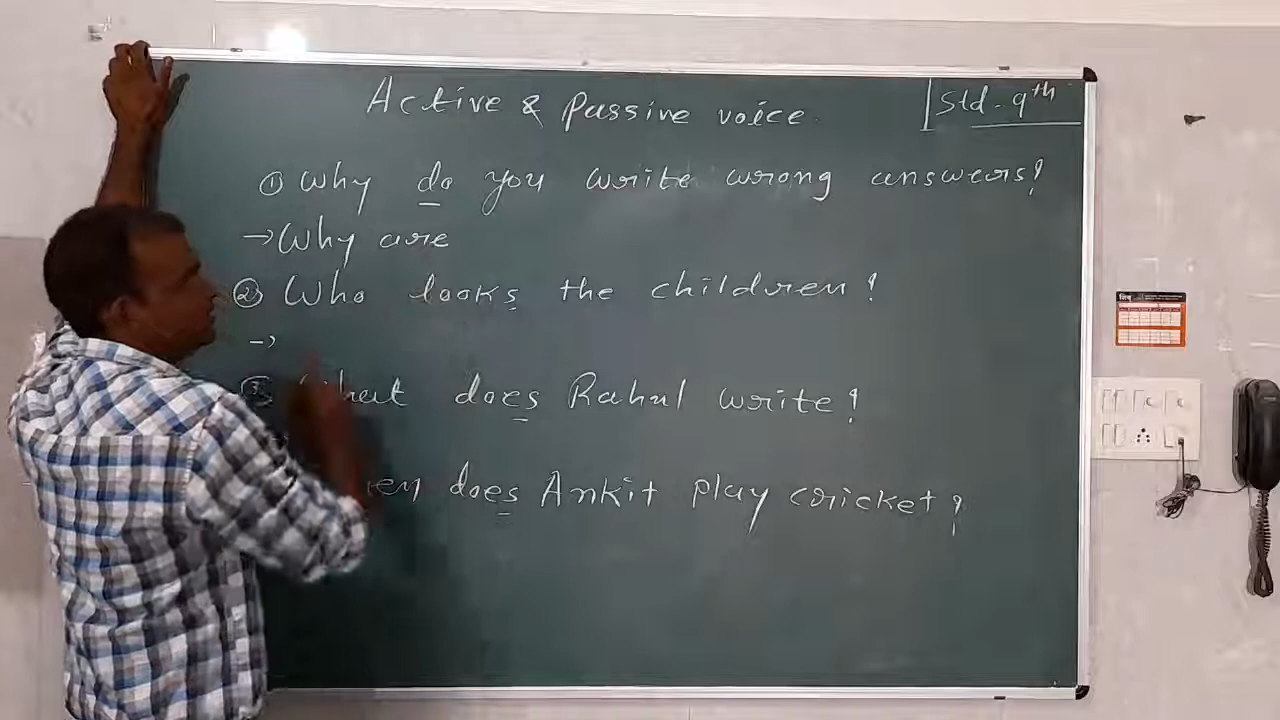 Active & Passive voice
Std. 9th
① Why do you write wrong answers?
→ Why are
② Who looks the children?
→
③ What does Rahul write?
does Ankit play cricket?